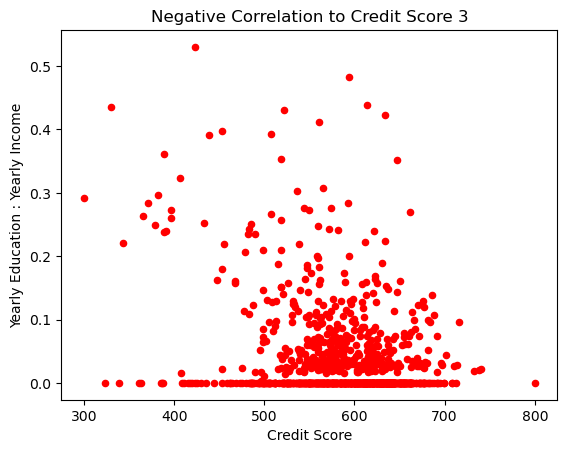 Negative Correlation to Credit Score 3
Yearly Education : Yearly Income
0.5
0.4
0.3
0.2
0.1
0.0
300 400 500 600 700 800
Credit Score